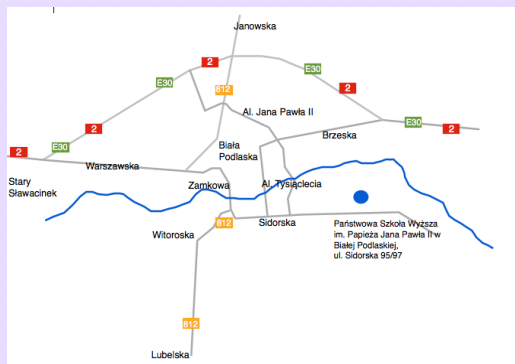 Janowska
2
E30
E30
2
812
Al. Jana Pawła II
2
E30
2
Brzeska
2
E30
Biała
Podlaska
Warszawska
Stary
Sławacinek
Zamkowa
Al. Tysiąclecia
812
Sidorska
Witoroska
Państwowa Szkoła Wyższa
im. Papieża Jana Pawła II w
Białej Podlaskiej,
ul. Sidorska 95/97
812
Lubelska